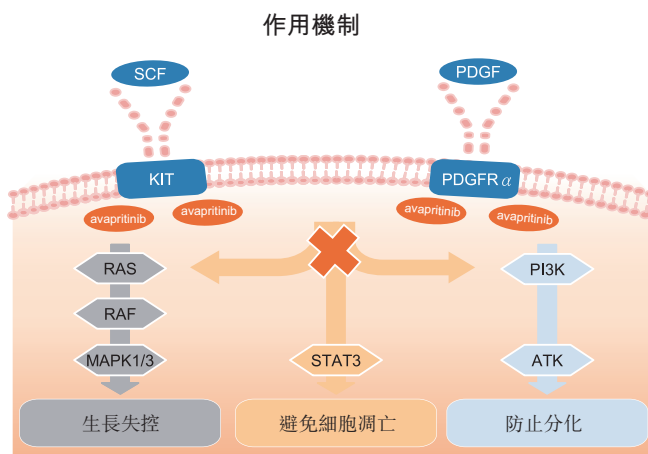 作用機制
SCF
PDGF
KIT
PDGFR α
avapritinib
avapritinib
avapritinib
avapritinib
RAS
PI3K
RAF
MAPK1/3
STAT3
ATK
生長失控
避免細胞凋亡
防止分化